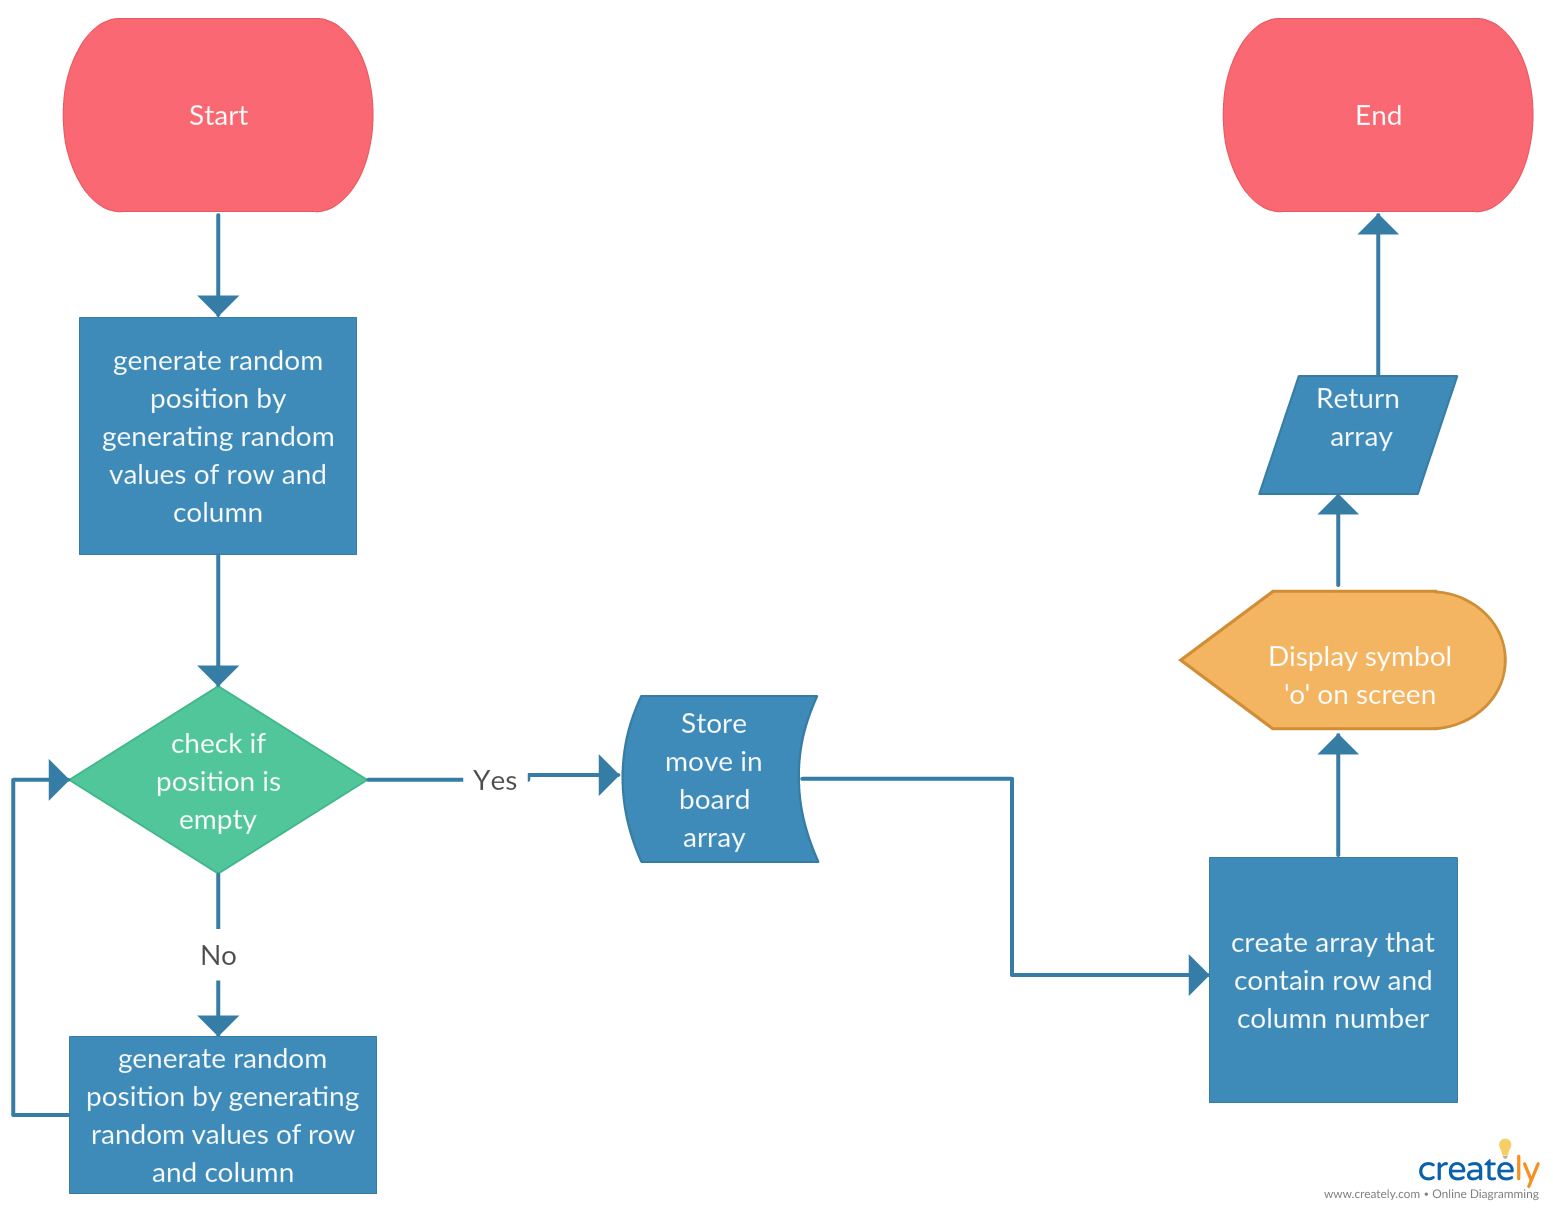 Start
generate random
position by
generating random
values of row and
column
check if
position is
empty
No
generate random
position by generating
random values of row
and column
Yes
Store
move in
board
array
create array that
contain row and
column number
Display symbol
'o' on screen
Return
array
End
creately
www.creately.com • Online Diagramming